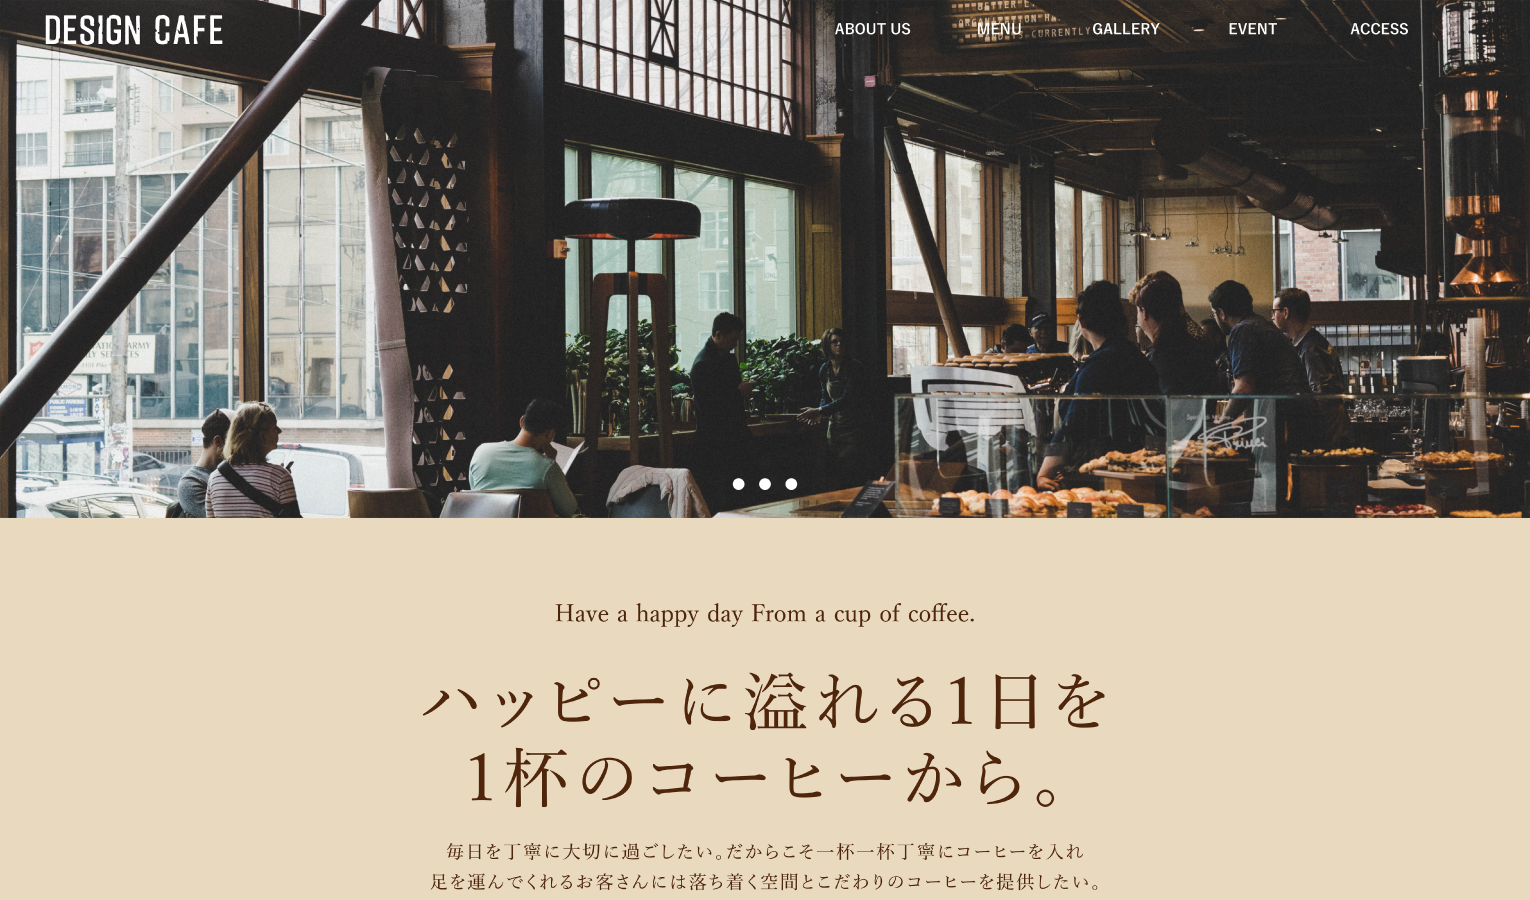 DESIGN CAFE
ABOUT US
MENU
GALLERY
EVENT
ACCESS
CURRENTLY
Have a happy day From a cup of coffee.
ハッピーに溢れる1日を
1杯のコーヒーから。
毎日を丁寧に大切に過ごしたい。だからこそ一杯一杯丁寧にコーヒーを入れ
足を運んでくれるお客さんには落ち着く空間とこだわりのコーヒーを提供したい。